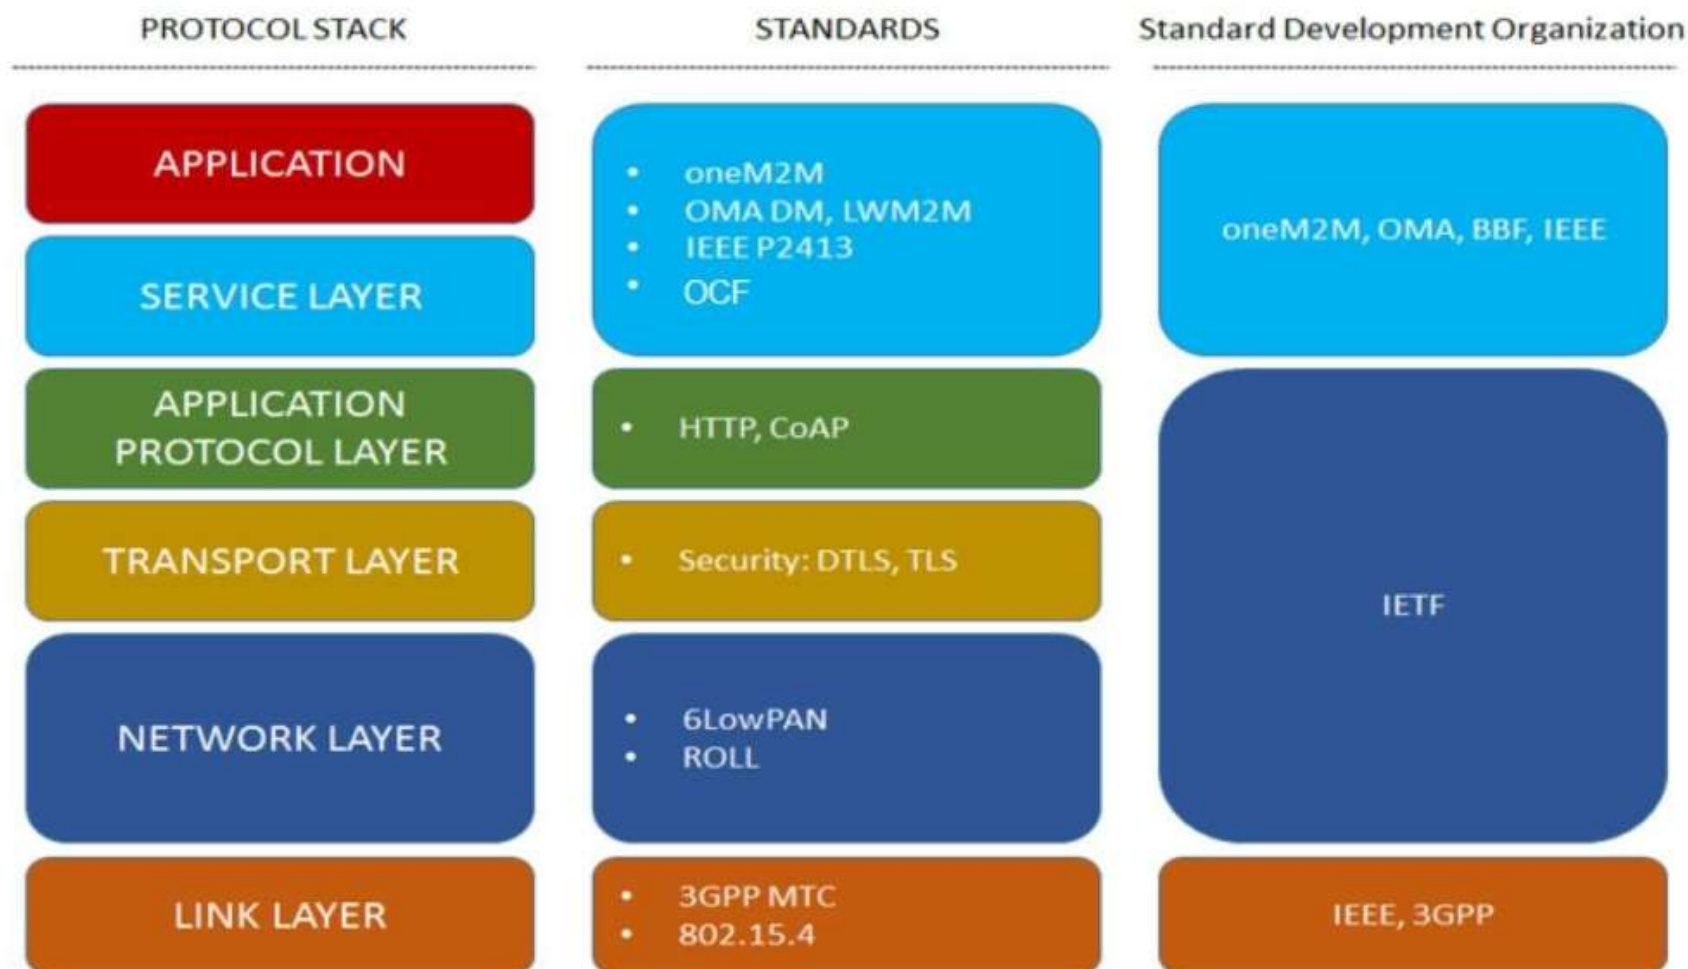 PROTOCOL STACK
STANDARDS
Standard Development Organization
APPLICATION
SERVICE LAYER
APPLICATION
PROTOCOL LAYER
TRANSPORT LAYER
NETWORK LAYER
LINK LAYER
• oneM2M
• OMA DM, LWM2M
• IEEE P2413
• OCF
• HTTP, CoAP
• Security: DTLS, TLS
• 6LowPAN
• ROLL
• 3GPP MTC
• 802.15.4
oneM2M, OMA, BBF, IEEE
IETF
IEEE, 3GPP